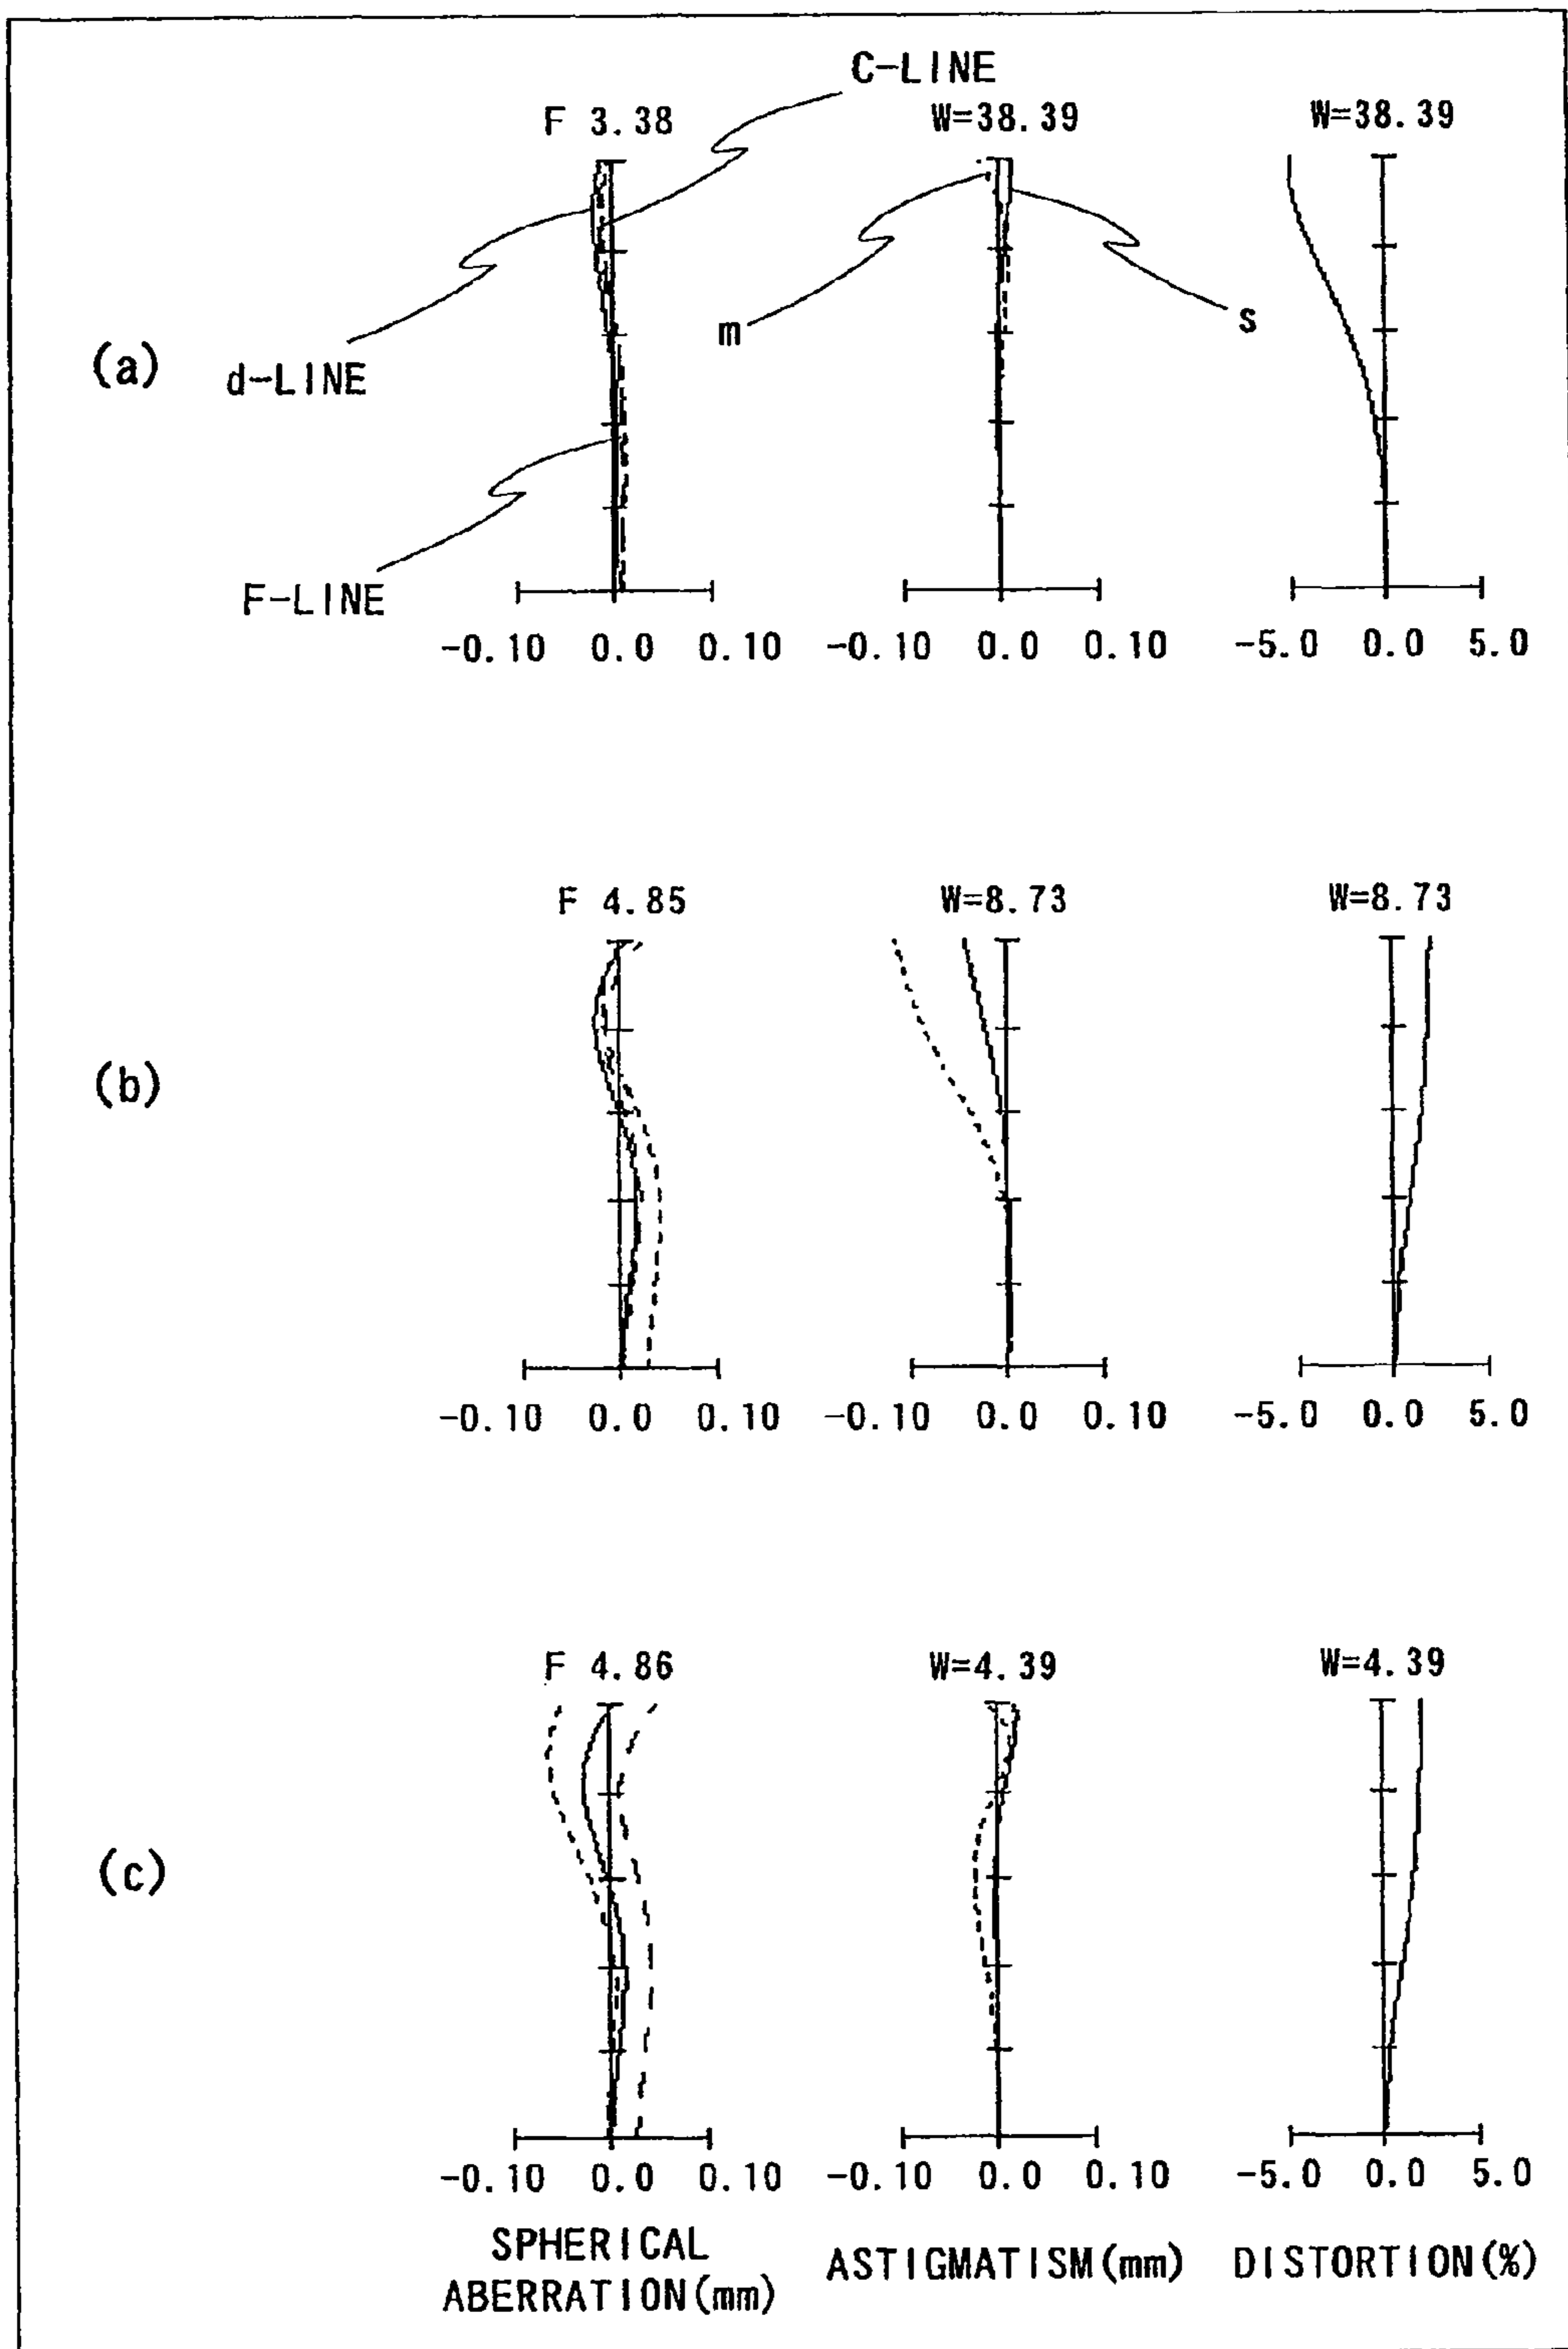 C-LINE
F 3.38
W=38.39
W=38.39
m
s
(a)
d-LINE
F-LINE
-0.10 0.0 0.10
-0.10 0.0 0.10
-5.0 0.0 5.0
F 4.85
W=8.73
W=8.73
(b)
-0.10 0.0 0.10
-0.10 0.0 0.10
-5.0 0.0 5.0
F 4.86
W=4.39
W=4.39
(c)
-0.10 0.0 0.10
-0.10 0.0 0.10
-5.0 0.0 5.0
SPHERICAL
ABERRATION(mm)
ASTIGMATISM(mm)
DISTORTION(%)